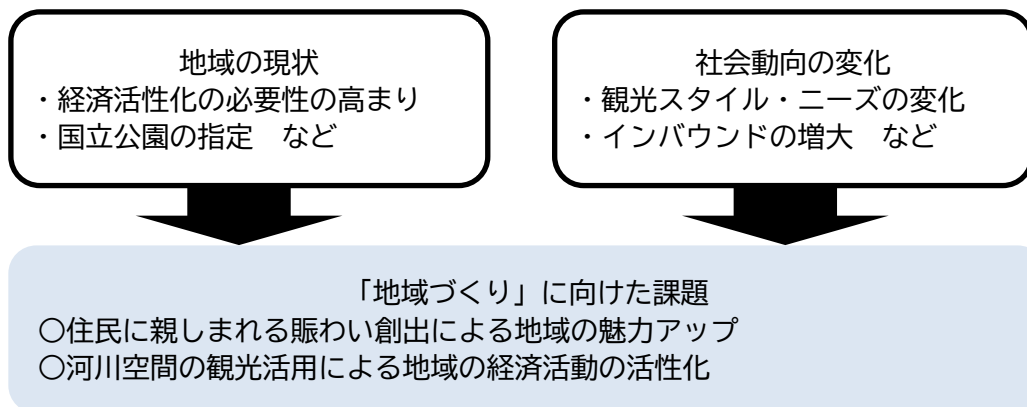 地域の現状
・経済活性化の必要性の高まり
・国立公園の指定　など
社会動向の変化
・観光スタイル・ニーズの変化
・インバウンドの増大　など
「地域づくり」に向けた課題
○住民に親しまれる賑わい創出による地域の魅力アップ
○河川空間の観光活用による地域の経済活動の活性化